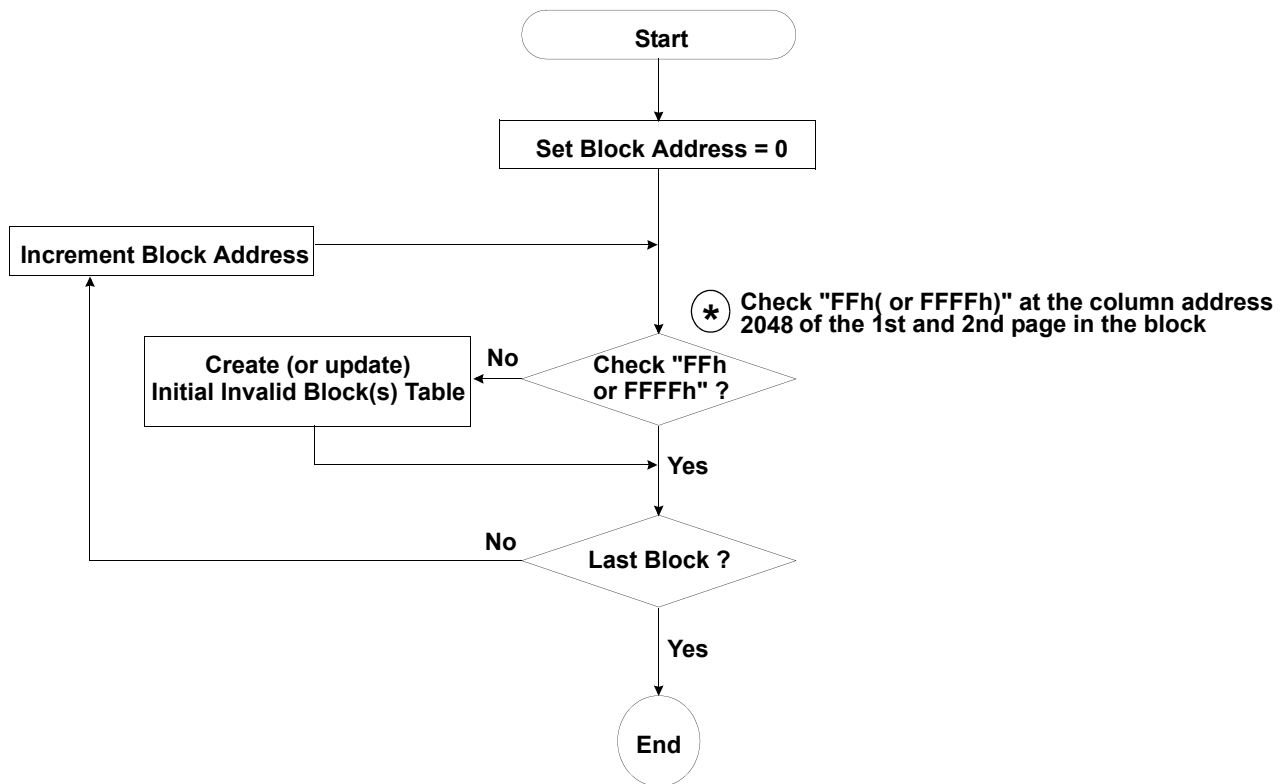 Start
Set Block Address = 0
Increment Block Address
* Check "FFh( or FFFFh)" at the column address
2048 of the 1st and 2nd page in the block
Create (or update)
Initial Invalid Block(s) Table
No
Check "FFh
or FFFFh" ?
Yes
No
Last Block ?
Yes
End